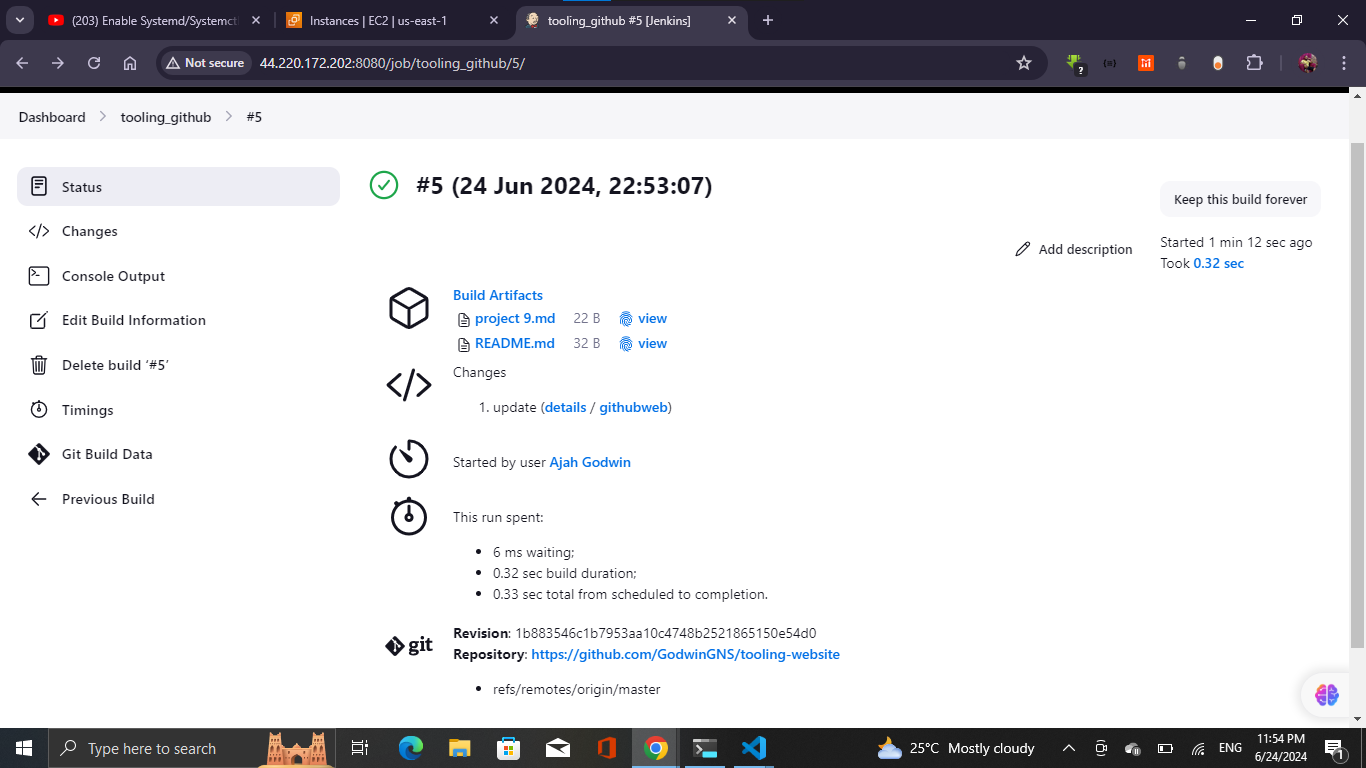 (203) Enable Systemd/Systemct
Instances | EC2 | us-east-1
tooling_github #5 [Jenkins]
Not secure
44.220.172.202:8080/job/tooling_github/5/
Dashboard
tooling_github
#5
Status
Changes
Console Output
Edit Build Information
Delete build ‘#5’
Timings
Git Build Data
Previous Build
#5 (24 Jun 2024, 22:53:07)
Keep this build forever
Add description
Started 1 min 12 sec ago
Took 0.32 sec
Build Artifacts
project 9.md 22 B view
README.md 32 B view
Changes
1. update (details / githubweb)
Started by user Ajah Godwin
This run spent:
6 ms waiting;
0.32 sec build duration;
0.33 sec total from scheduled to completion.
git
Revision: 1b883546c1b7953aa10c4748b2521865150e54d0
Repository: https://github.com/GodwinGNS/tooling-website
refs/remotes/origin/master
Type here to search
25°C Mostly cloudy
ENG
11:54 PM
6/24/2024
1